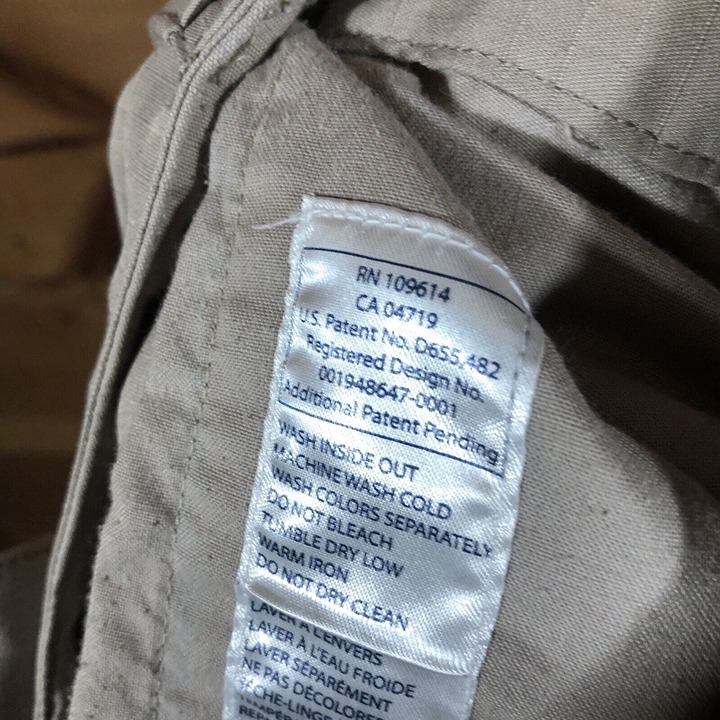 RN 109614
CA 04719
U.S. Patent No. D655,482
Registered Design No.
001948647-0001
Additional Patent Pending
WASH INSIDE OUT
MACHINE WASH COLD
WASH COLORS SEPARATELY
DO NOT BLEACH
TUMBLE DRY LOW
WARM IRON
DO NOT DRY CLEAN
LAVER À L'ENVERS
LAVER À L'EAU FROIDE
LAVER SÉPARÉMENT
NE PAS DÉCOLORER
SÈCHE-LINGE